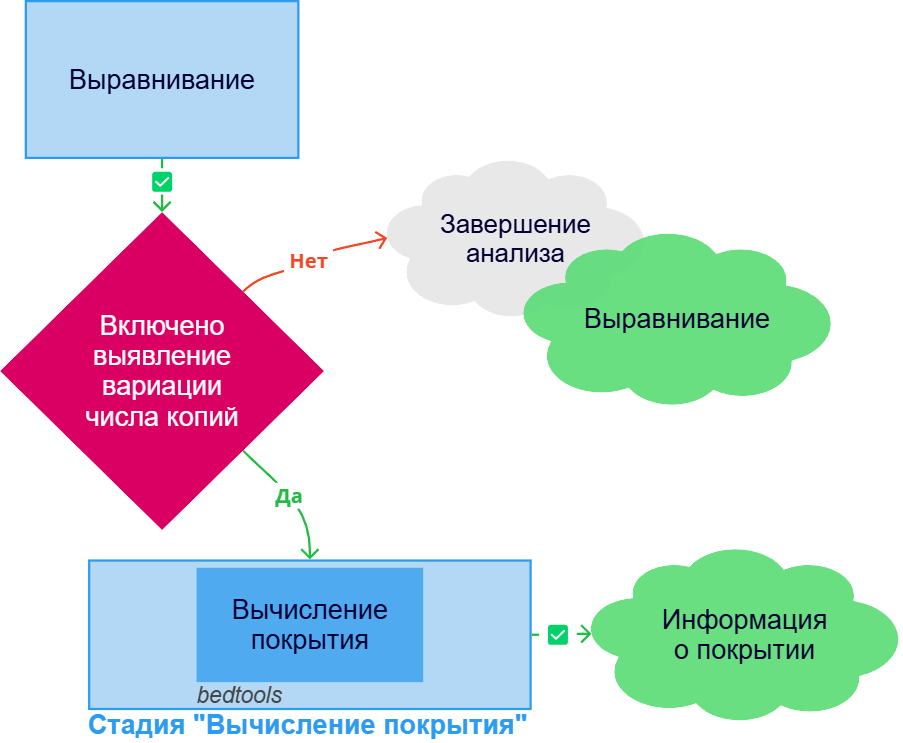 Выравнивание
Завершение
анализа
Нет
Выравнивание
Включено
выявление
вариации
числа копий
Да
Вычисление
покрытия
Информация
о покрытии
bedtools
Стадия "Вычисление покрытия"